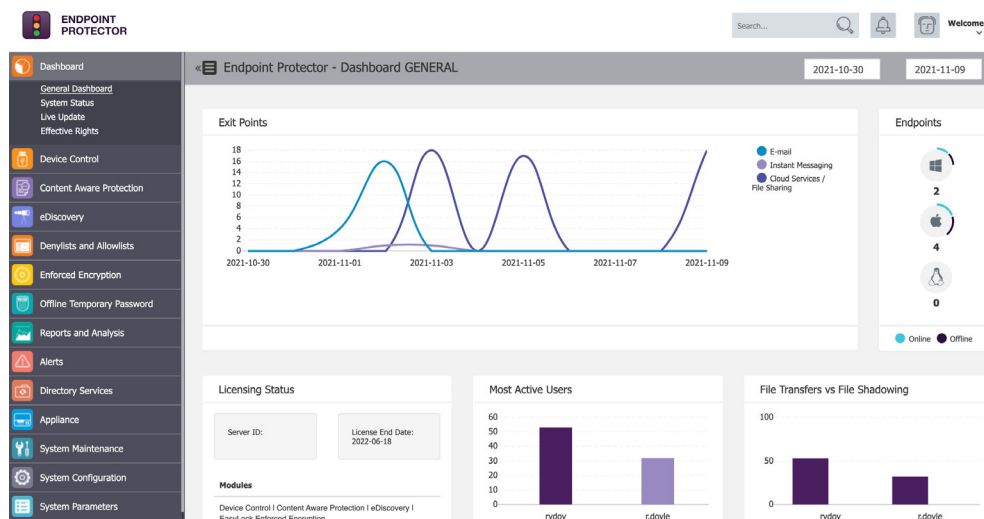 ENDPOINT
PROTECTOR
Search...
Welcome
Dashboard
General Dashboard
System Status
Live Update
Effective Rights
Device Control
Content Aware Protection
eDiscovery
Denylists and Allowlists
Enforced Encryption
Offline Temporary Password
Reports and Analysis
Alerts
Directory Services
Appliance
System Maintenance
System Configuration
System Parameters
Endpoint Protector - Dashboard GENERAL
2021-10-30
2021-11-09
Exit Points
18
16
14
12
10
8
6
4
2
0
2021-10-30
2021-11-01
2021-11-03
2021-11-05
2021-11-07
2021-11-09
E-mail
Instant Messaging
Cloud Services /
File Sharing
Endpoints
2
4
0
Online
Offline
Licensing Status
Server ID:
License End Date:
2022-06-18
Modules
Device Control I Content Aware Protection I eDiscovery I
EasyLock Enforced Encryption
Most Active Users
60
50
40
30
20
10
0
rvdov
r.doyle
File Transfers vs File Shadowing
100
50
0
rvdov
r.doyle